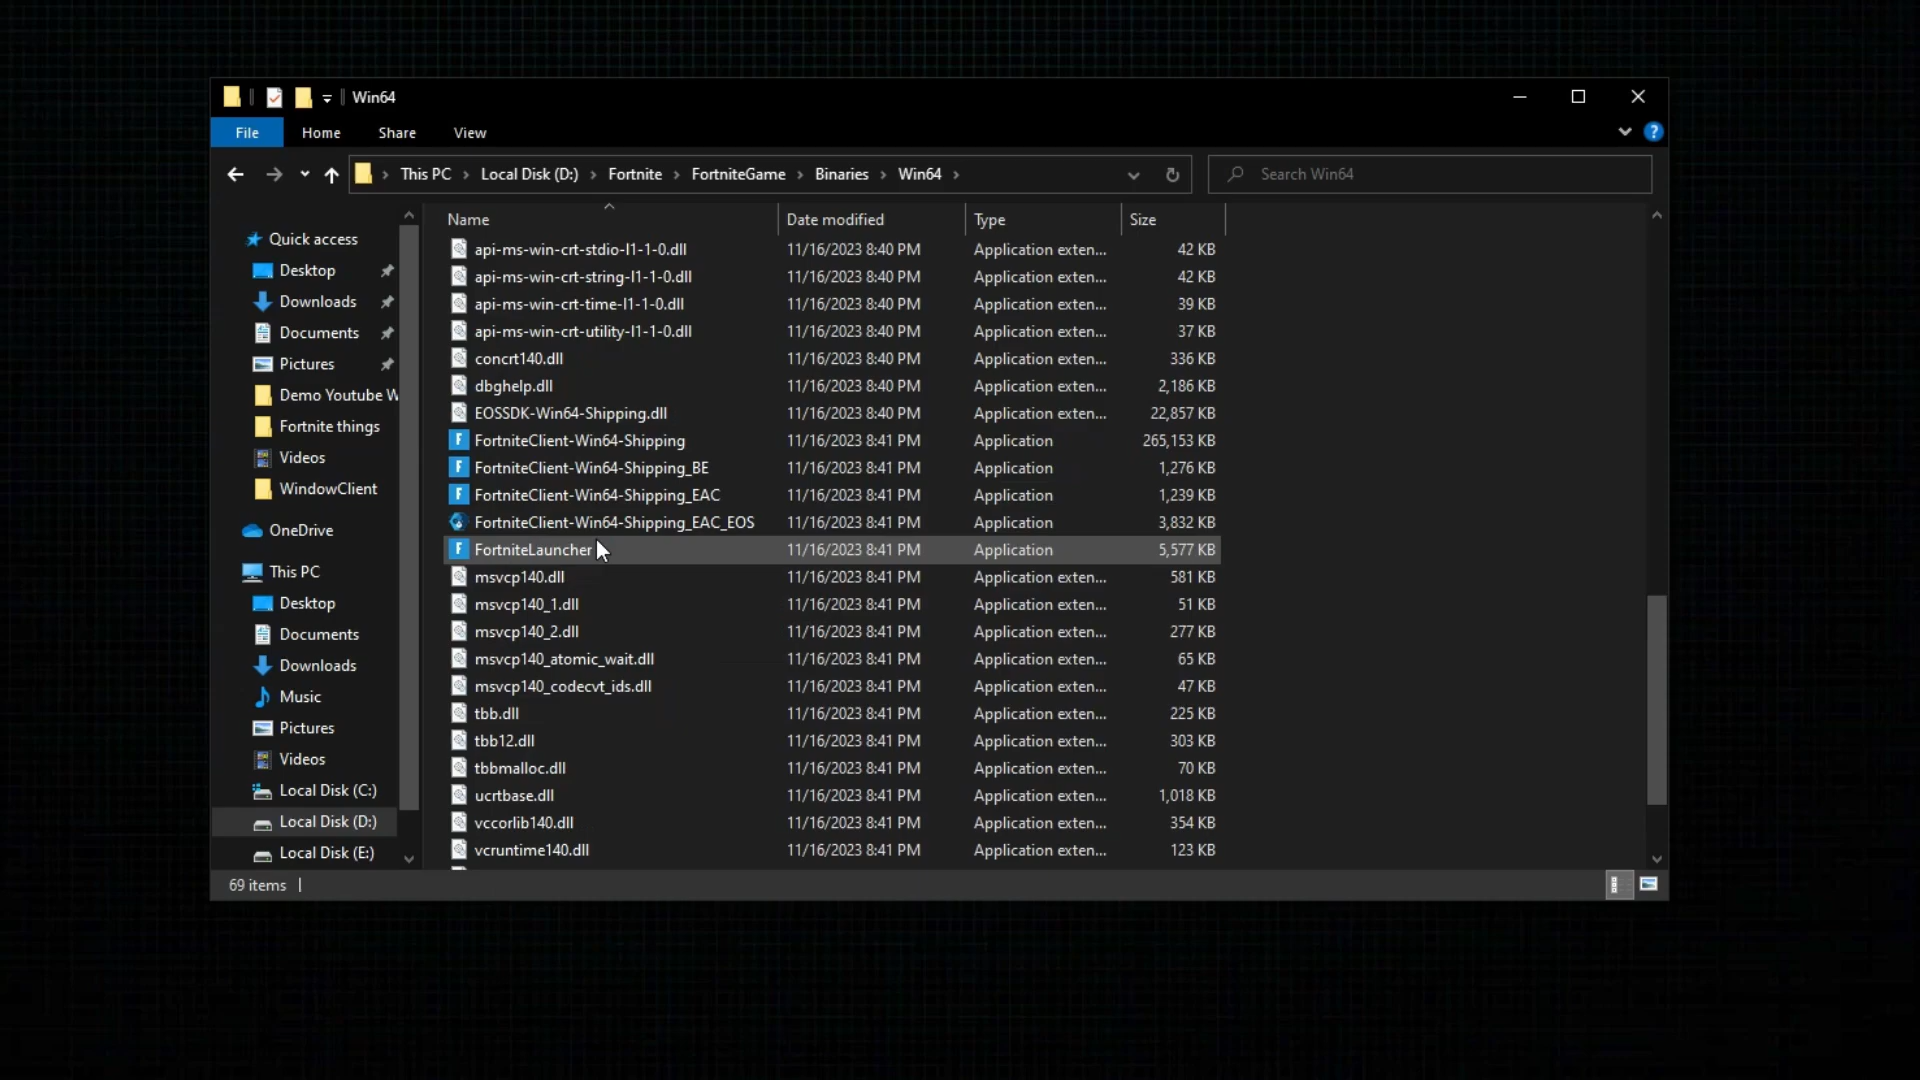 Win64
File Home Share View
This PC Local Disk (D:) Fortnite FortniteGame Binaries Win64
Search Win64
Name Date modified Type Size
Quick access
Desktop
Downloads
Documents
Pictures
Demo Youtube W
Fortnite things
Videos
WindowClient
OneDrive
This PC
Desktop
Documents
Downloads
Music
Pictures
Videos
Local Disk (C:)
Local Disk (D:)
Local Disk (E:)
api-ms-win-crt-stdio-l1-1-0.dll 11/16/2023 8:40 PM Application exten... 42 KB
api-ms-win-crt-string-l1-1-0.dll 11/16/2023 8:40 PM Application exten... 42 KB
api-ms-win-crt-time-l1-1-0.dll 11/16/2023 8:40 PM Application exten... 39 KB
api-ms-win-crt-utility-l1-1-0.dll 11/16/2023 8:40 PM Application exten... 37 KB
concrt140.dll 11/16/2023 8:40 PM Application exten... 336 KB
dbghelp.dll 11/16/2023 8:40 PM Application exten... 2,186 KB
EOSSDK-Win64-Shipping.dll 11/16/2023 8:40 PM Application exten... 22,857 KB
FortniteClient-Win64-Shipping 11/16/2023 8:41 PM Application 265,153 KB
FortniteClient-Win64-Shipping_BE 11/16/2023 8:41 PM Application 1,276 KB
FortniteClient-Win64-Shipping_EAC 11/16/2023 8:41 PM Application 1,239 KB
FortniteClient-Win64-Shipping_EAC_EOS 11/16/2023 8:41 PM Application 3,832 KB
FortniteLauncher 11/16/2023 8:41 PM Application 5,577 KB
msvcp140.dll 11/16/2023 8:41 PM Application exten... 581 KB
msvcp140_1.dll 11/16/2023 8:41 PM Application exten... 51 KB
msvcp140_2.dll 11/16/2023 8:41 PM Application exten... 277 KB
msvcp140_atomic_wait.dll 11/16/2023 8:41 PM Application exten... 65 KB
msvcp140_codecvt_ids.dll 11/16/2023 8:41 PM Application exten... 47 KB
tbb.dll 11/16/2023 8:41 PM Application exten... 225 KB
tbb12.dll 11/16/2023 8:41 PM Application exten... 303 KB
tbbmalloc.dll 11/16/2023 8:41 PM Application exten... 70 KB
ucrtbase.dll 11/16/2023 8:41 PM Application exten... 1,018 KB
vccorlib140.dll 11/16/2023 8:41 PM Application exten... 354 KB
vcruntime140.dll 11/16/2023 8:41 PM Application exten... 123 KB
69 items